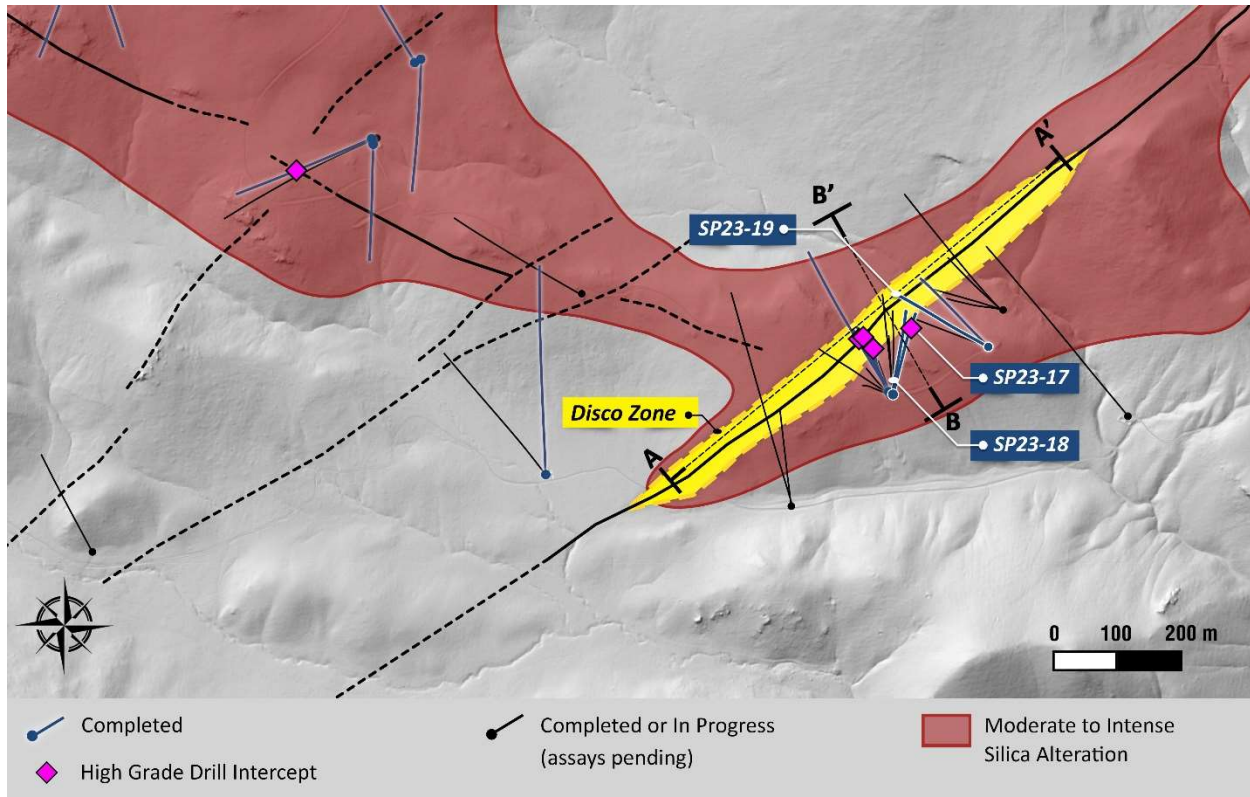 A'
B'
SP23-19
SP23-17
Disco Zone
B
SP23-18
A
0 100 200 m
Completed
High Grade Drill Intercept
Completed or In Progress
(assays pending)
Moderate to Intense
Silica Alteration